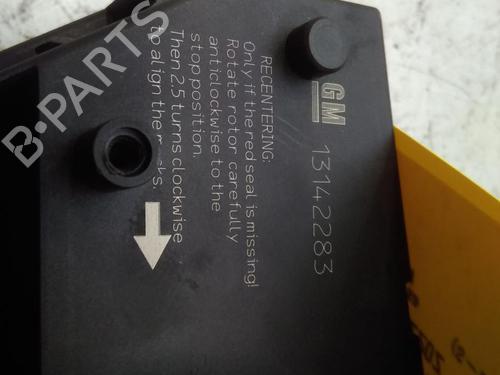 GM
13142283
RECENTERING:
Only if the red seal is missing!
Rotate rotor carefully
anticlockwise to the
stop position.
Then 2,5 turns clockwise
to align the marks.
B-PARTS